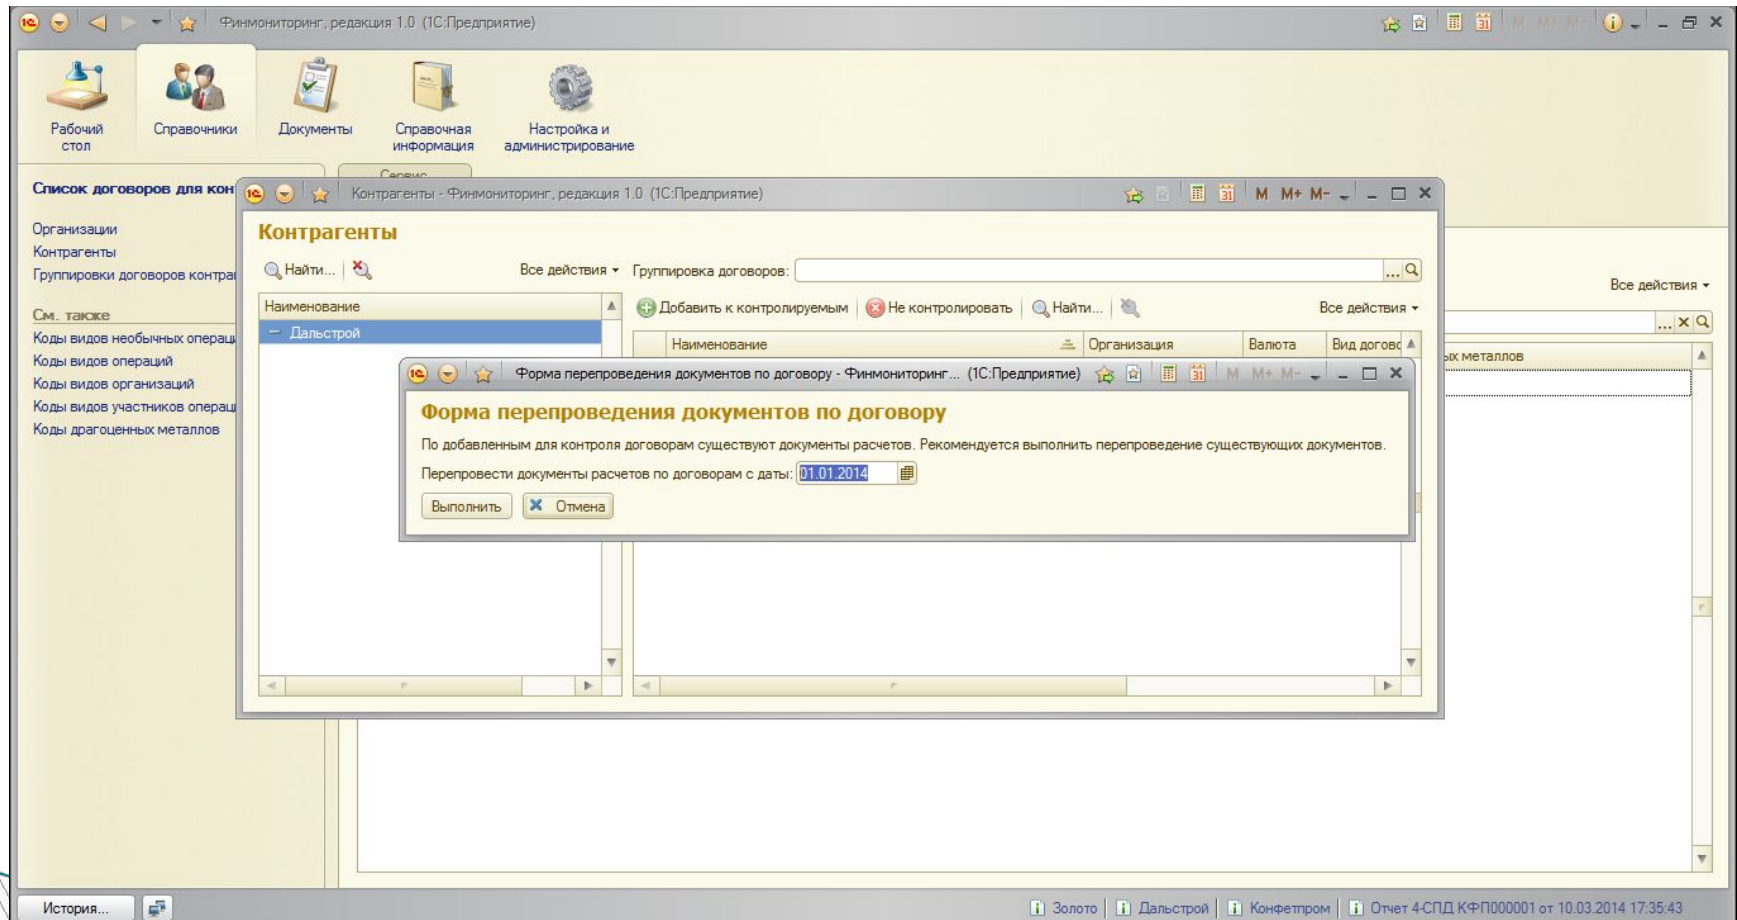 Финмониторинг, редакция 1.0 (1С:Предприятие)
M M+ M-
Рабочий стол
Справочники
Документы
Справочная информация
Настройка и администрирование
Сервис
Список договоров для кон
Организации
Контрагенты
Группировки договоров контра
См. также
Коды видов необычных операц
Коды видов операций
Коды видов организаций
Коды видов участников операц
Коды драгоценных металлов
Все действия
ых металлов
Контрагенты - Финмониторинг, редакция 1.0 (1С:Предприятие)
M M+ M-
Контрагенты
Найти... Все действия Группировка договоров:
Наименование
Дальстрой
Добавить к контролируемым Не контролировать Найти... Все действия
Наименование Организация Валюта Вид догово
Форма перепроведения документов по договору - Финмониторинг... (1С:Предприятие) M M+ M-
Форма перепроведения документов по договору
По добавленным для контроля договорам существуют документы расчетов. Рекомендуется выполнить перепроведение существующих документов.
Перепровести документы расчетов по договорам с даты: 01.01.2014
Выполнить Отмена
История... Золото Дальстрой Конфетпром Отчет 4-СПД КФП000001 от 10.03.2014 17:35:43